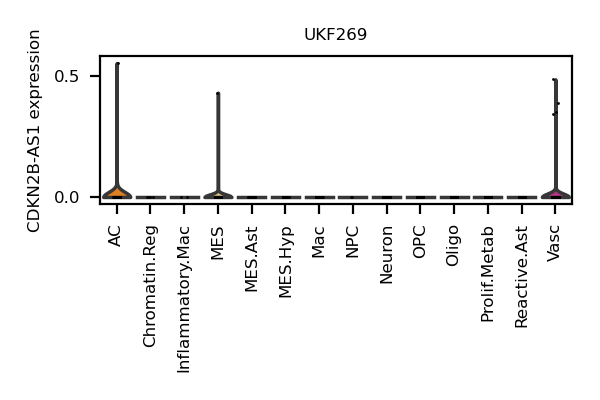 UKF269
CDKN2B-AS1 expression
0.5
0.0
AC
Chromatin.Reg
Inflammatory.Mac
MES
MES.Ast
MES.Hyp
Mac
NPC
Neuron
OPC
Oligo
Prolif.Metab
Reactive.Ast
Vasc